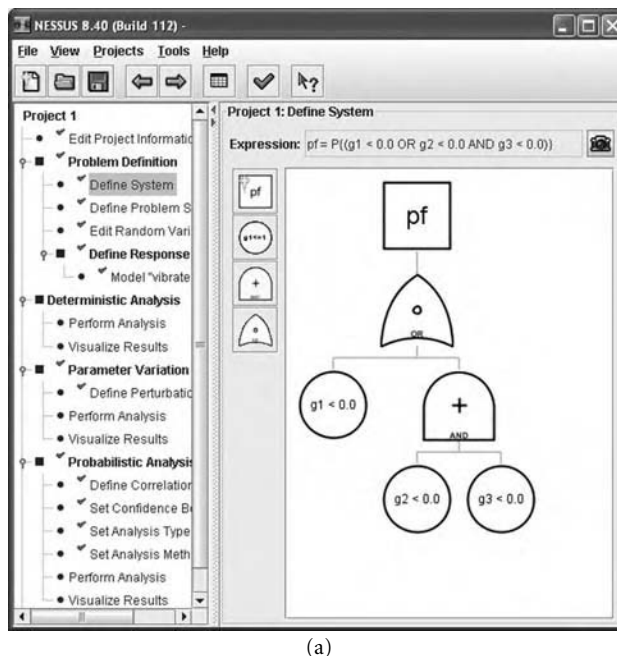 NESSUS 8.40 (Build 112) -
File View Projects Tools Help
Project 1
Edit Project Informatic
Problem Definition
Define System
Define Problem S
Edit Random Vari
Define Response
Model "vibrate
Deterministic Analysis
Perform Analysis
Visualize Results
Parameter Variation
Define Perturbatic
Perform Analysis
Visualize Results
Probabilistic Analysis
Define Correlation
Set Confidence B
Set Analysis Type
Set Analysis Meth
Perform Analysis
Visualize Results
Project 1: Define System
Expression: pf = P((g1 < 0.0 OR g2 < 0.0 AND g3 < 0.0))
pf
g1<=1
+
pf
OR
g1 < 0.0
+
AND
g2 < 0.0
g3 < 0.0
(a)